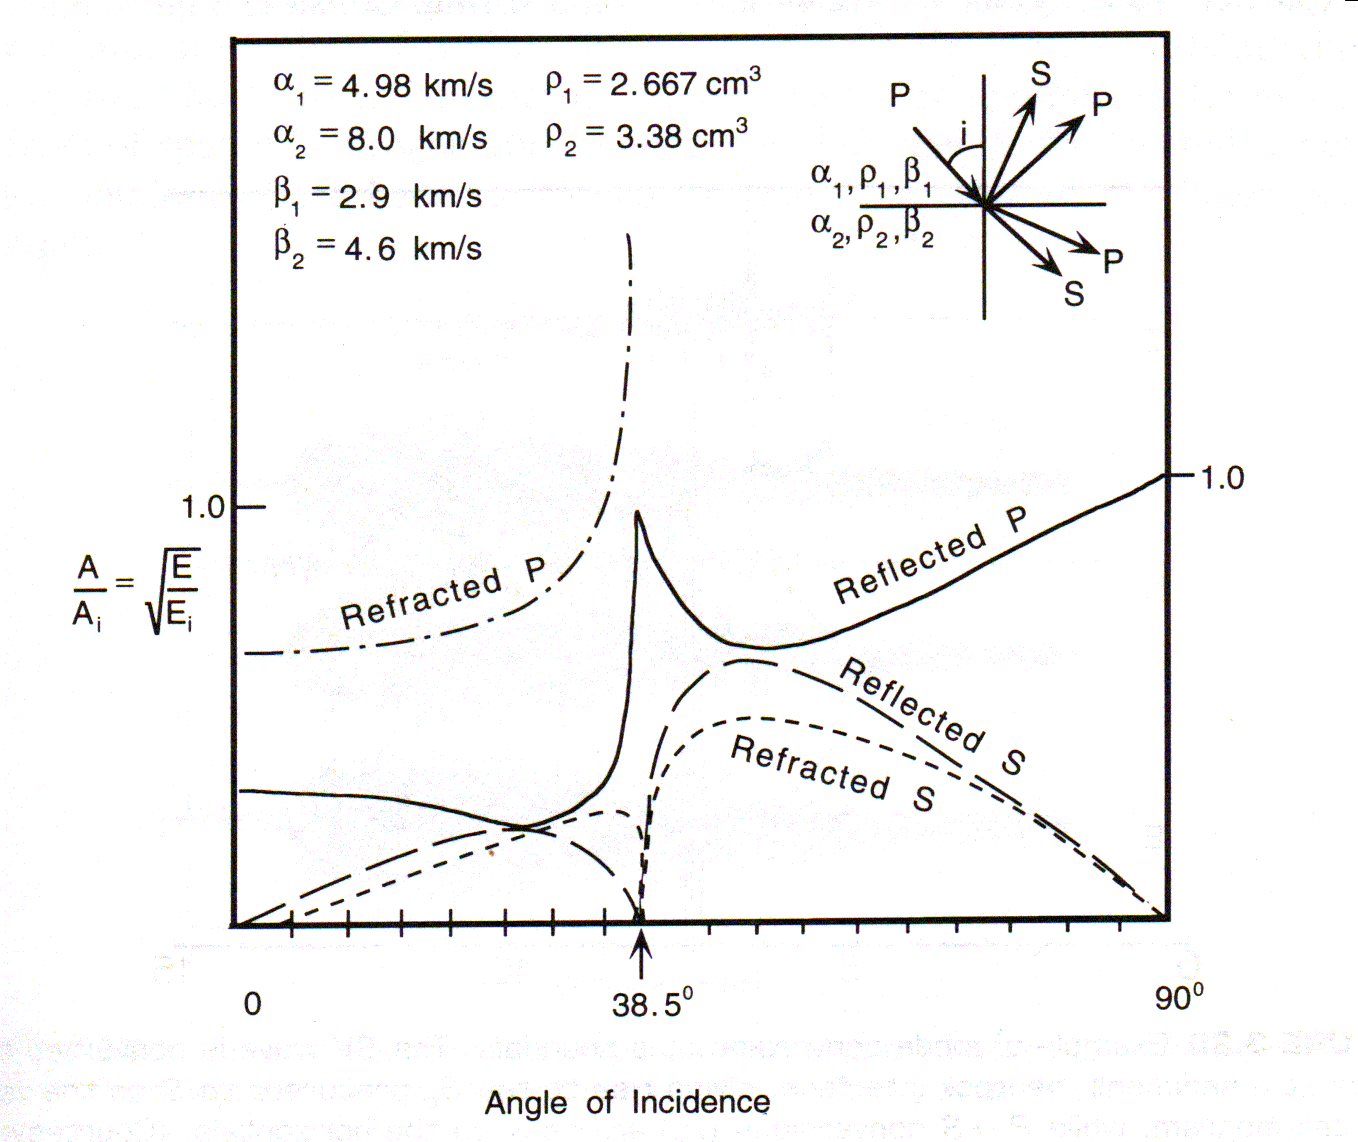 α₁ = 4.98 km/s ρ₁ = 2.667 cm³
α₂ = 8.0 km/s ρ₂ = 3.38 cm³
β₁ = 2.9 km/s
β₂ = 4.6 km/s
S
P
P
i
α₁, ρ₁, β₁
α₂, ρ₂, β₂
P
S
1.0
1.0
A/Aᵢ = √E/Eᵢ
Refracted P
Reflected P
Reflected S
Refracted S
0
38.5⁰
90⁰
Angle of Incidence